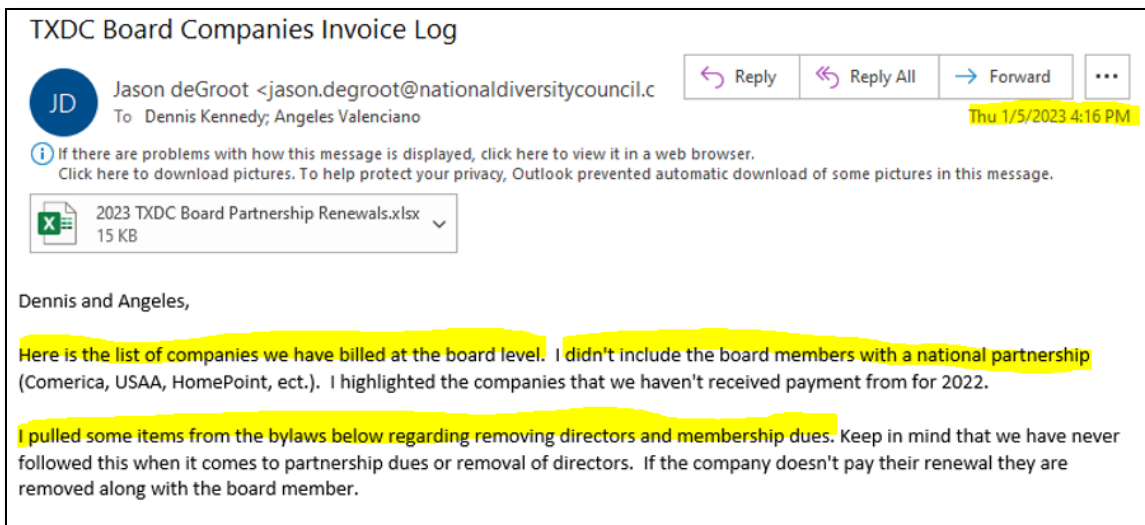 TXDC Board Companies Invoice Log
Reply
Reply All
Forward
JD
Jason deGroot <jason.degroot@nationaldiversitycouncil.c
To Dennis Kennedy; Angeles Valenciano
Thu 1/5/2023 4:16 PM
If there are problems with how this message is displayed, click here to view it in a web browser.
Click here to download pictures. To help protect your privacy, Outlook prevented automatic download of some pictures in this message.
2023 TXDC Board Partnership Renewals.xlsx
15 KB
Dennis and Angeles,
Here is the list of companies we have billed at the board level. I didn't include the board members with a national partnership
(Comerica, USAA, HomePoint, ect.). I highlighted the companies that we haven't received payment from for 2022.
I pulled some items from the bylaws below regarding removing directors and membership dues. Keep in mind that we have never
followed this when it comes to partnership dues or removal of directors. If the company doesn't pay their renewal they are
removed along with the board member.